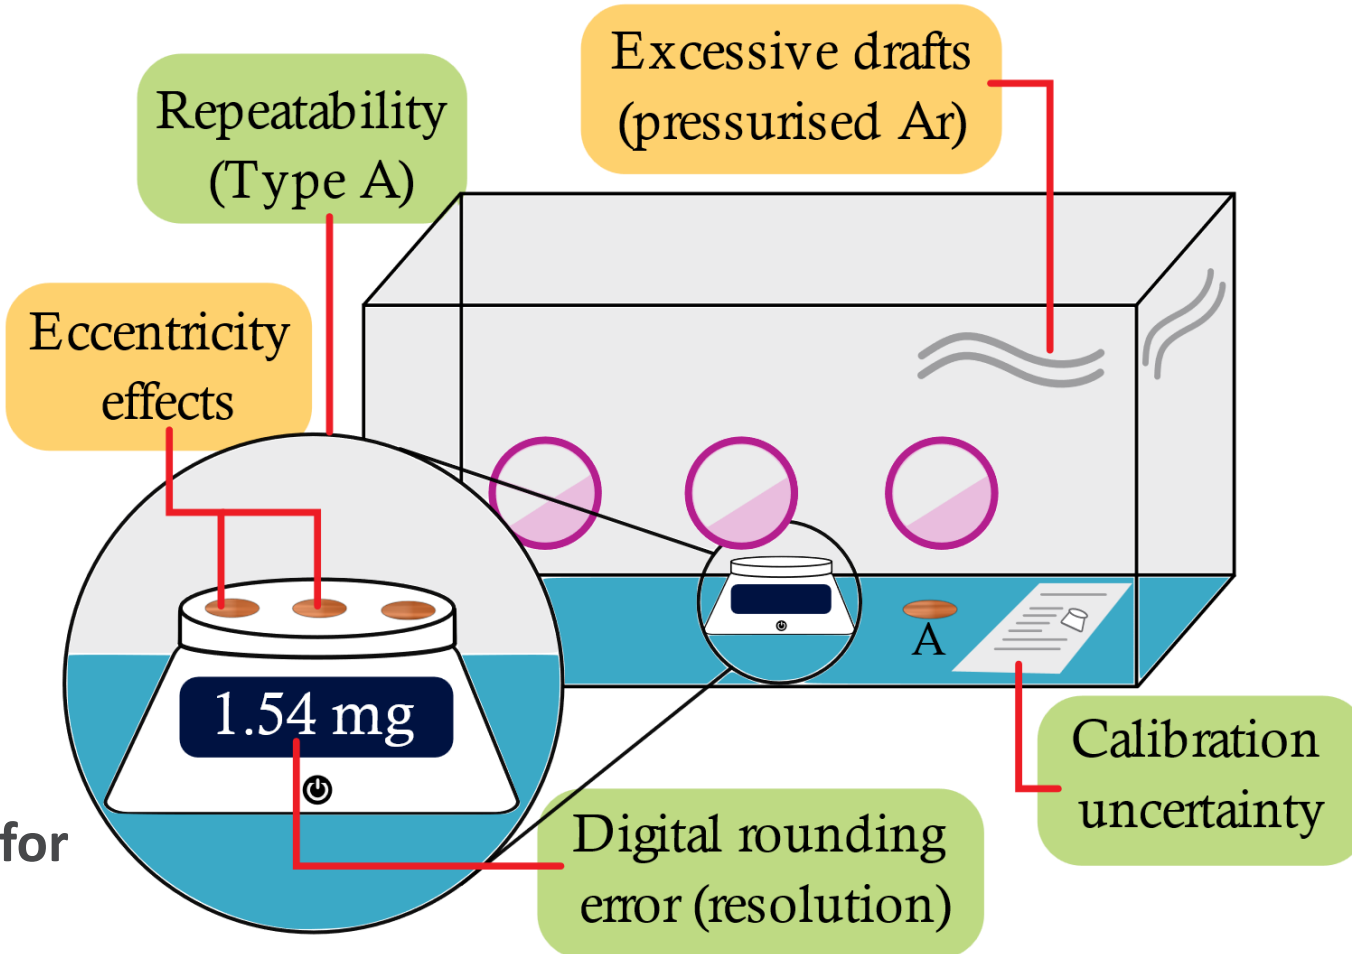 Excessive drafts
(pressurised Ar)
Repeatability
(Type A)
Eccentricity
effects
A
1.54 mg
Calibration
uncertainty
for
Digital rounding
error (resolution)